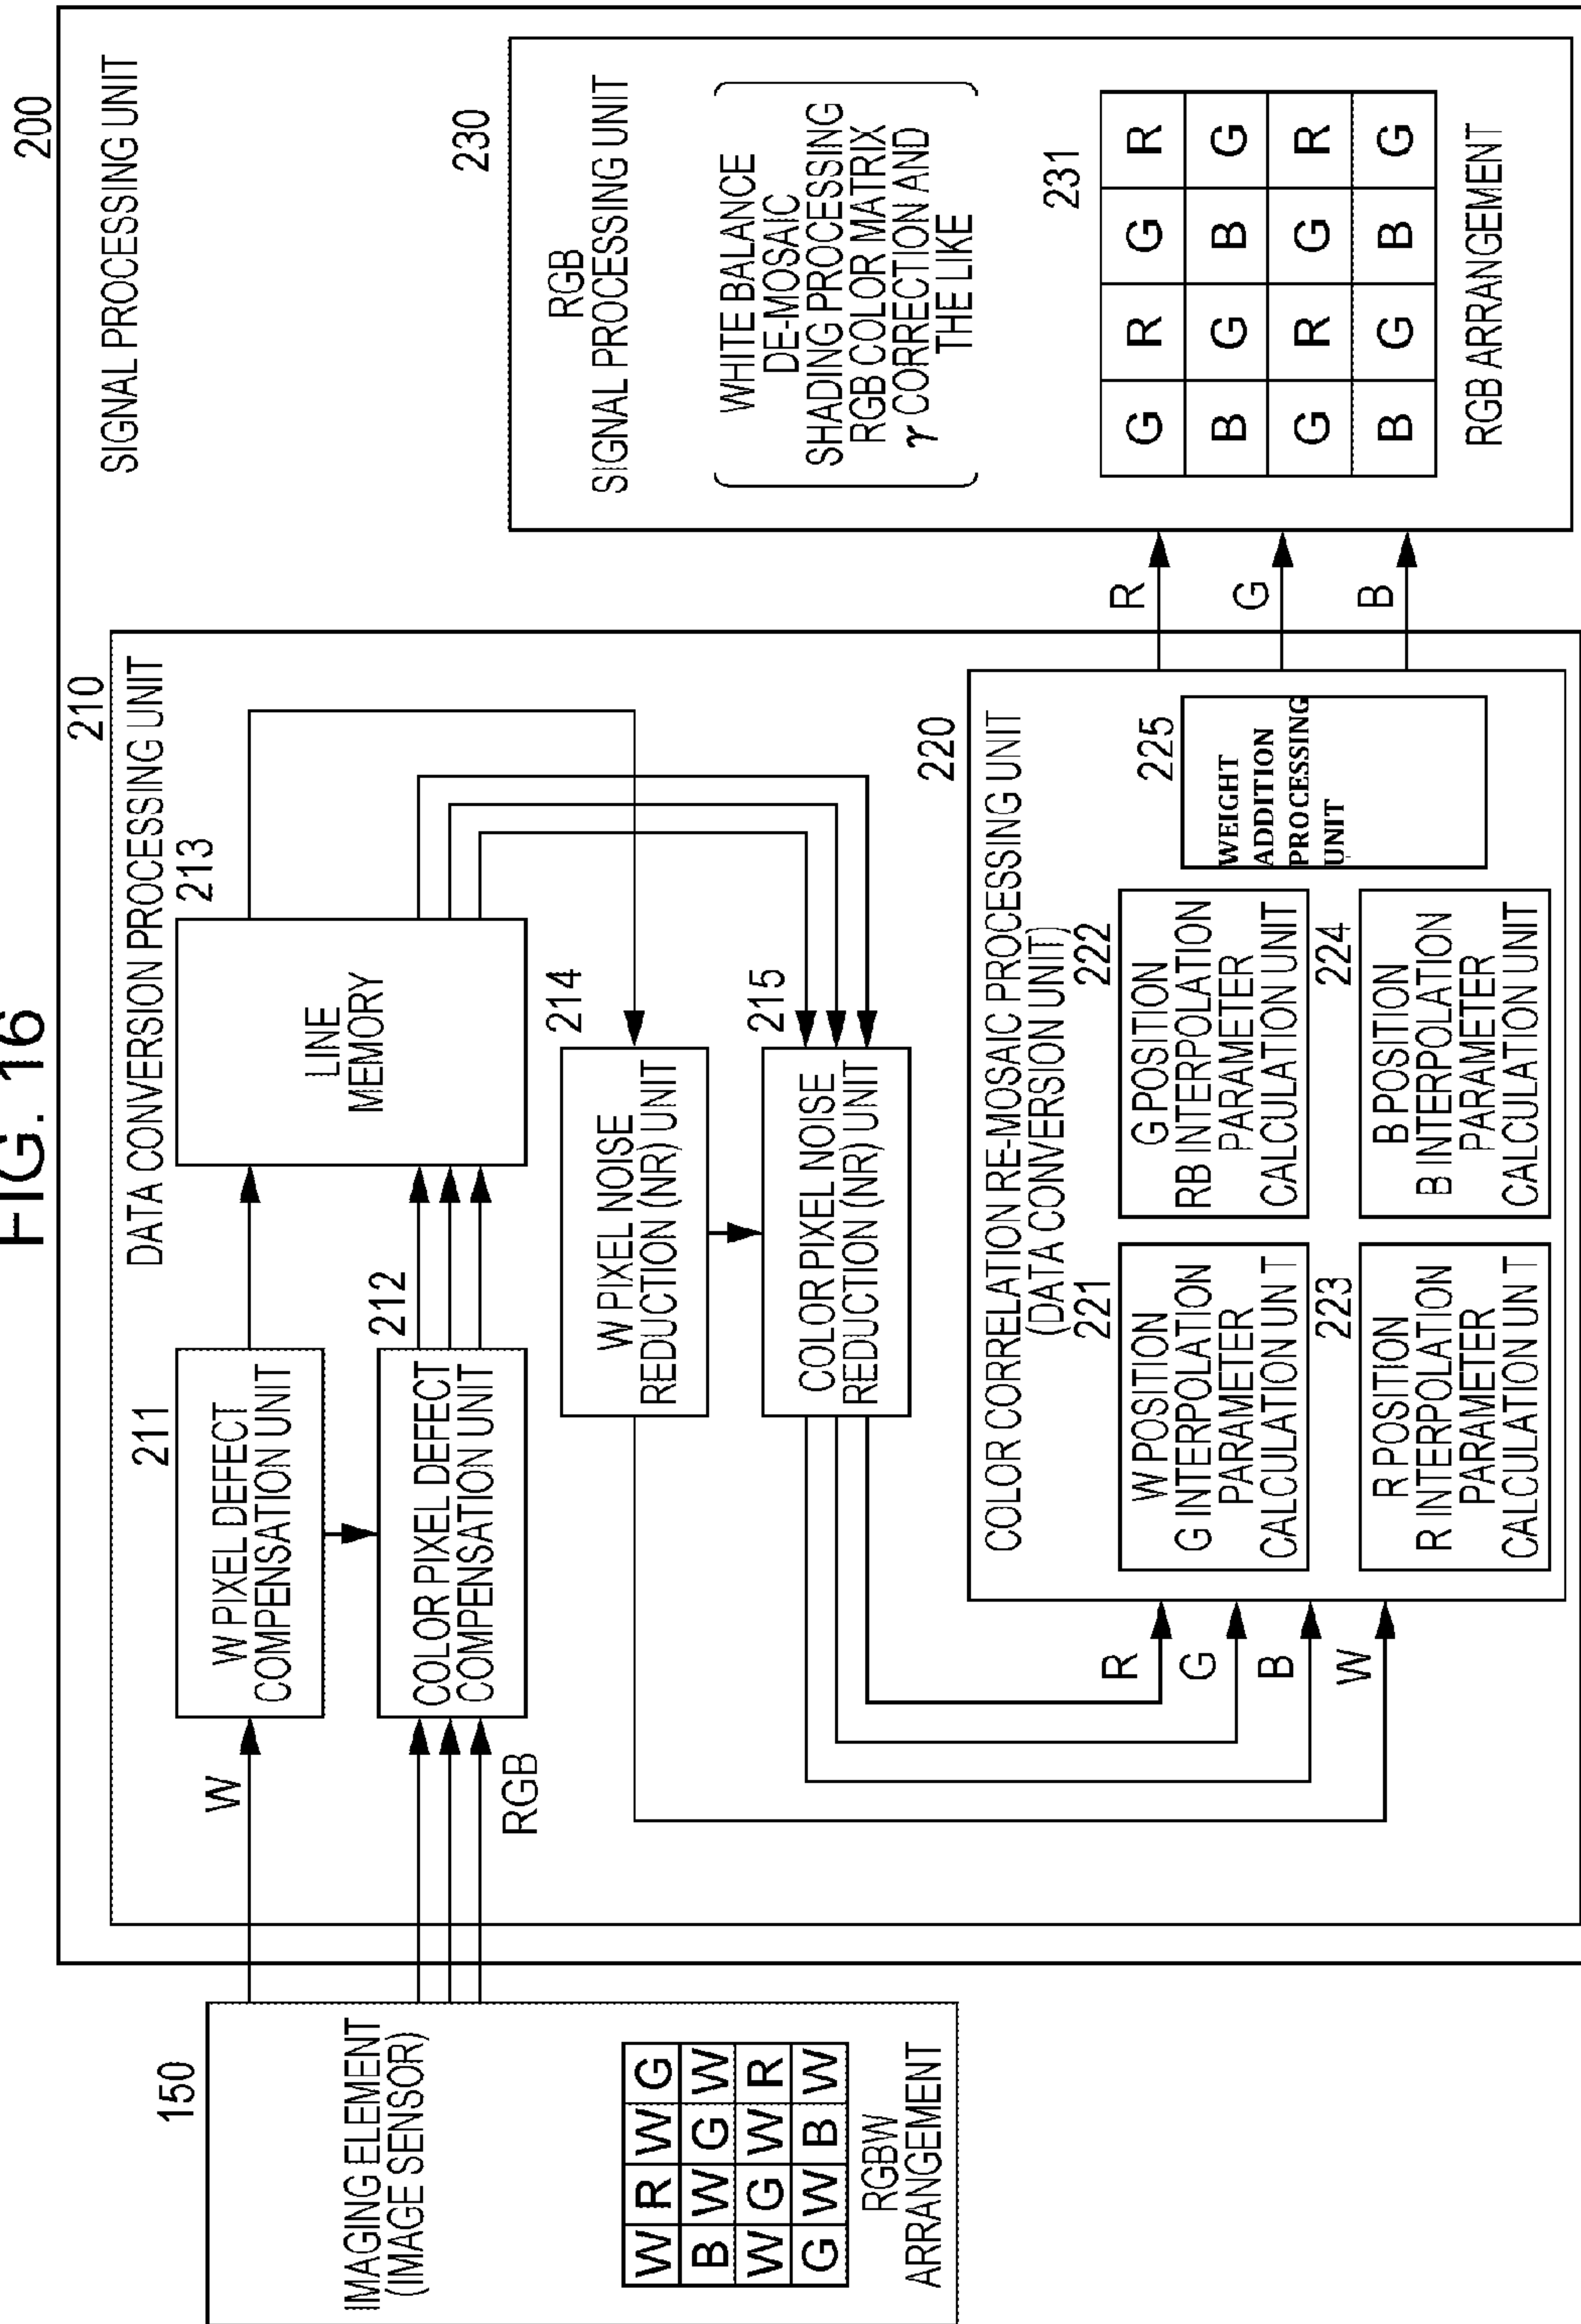 FIG. 16
150
IMAGING ELEMENT
(IMAGE SENSOR)
W R W G
B W G W
W G W R
G W B W
RGBW
ARRANGEMENT
W
RGB
200
SIGNAL PROCESSING UNIT
210
DATA CONVERSION PROCESSING UNIT
211
W PIXEL DEFECT
COMPENSATION UNIT
212
COLOR PIXEL DEFECT
COMPENSATION UNIT
213
LINE
MEMORY
214
W PIXEL NOISE
REDUCTION (NR) UNIT
215
COLOR PIXEL NOISE
REDUCTION (NR) UNIT
R
G
B
W
220
COLOR CORRELATION RE-MOSAIC PROCESSING UNIT
(DATA CONVERSION UNIT)
221
W POSITION
G INTERPOLATION
PARAMETER
CALCULATION UNIT
222
G POSITION
RB INTERPOLATION
PARAMETER
CALCULATION UNIT
223
R POSITION
R INTERPOLATION
PARAMETER
CALCULATION UNIT
224
B POSITION
B INTERPOLATION
PARAMETER
CALCULATION UNIT
225
WEIGHT
ADDITION
PROCESSING
UNIT
R
G
B
230
RGB
SIGNAL PROCESSING UNIT
WHITE BALANCE
DE-MOSAIC
SHADING PROCESSING
RGB COLOR MATRIX
γ CORRECTION AND
THE LIKE
231
G R G R
B G B G
G R G R
B G B G
RGB ARRANGEMENT